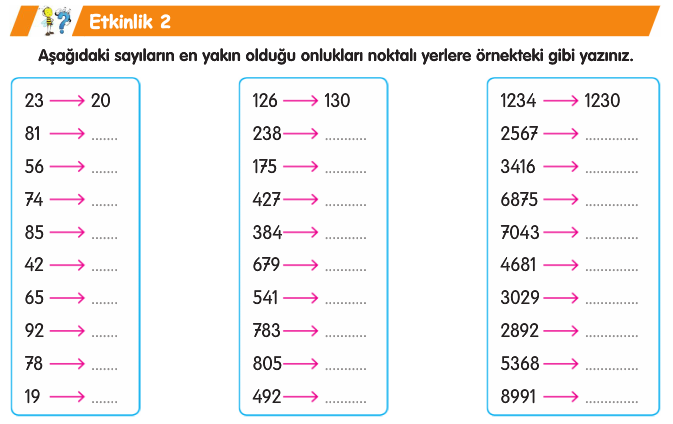 Etkinlik 2
Aşağıdaki sayıların en yakın olduğu onlukları noktalı yerlere örnekteki gibi yazınız.
23 → 20
81 → .......
56 → .......
74 → .......
85 → .......
42 → .......
65 → .......
92 → .......
78 → .......
19 → .......
126 → 130
238 → ...........
175 → ...........
427 → ...........
384 → ...........
679 → ...........
541 → ...........
783 → ...........
805 → ...........
492 → ...........
1234 → 1230
2567 → ..............
3416 → ..............
6875 → ..............
7043 → ..............
4681 → ..............
3029 → ..............
2892 → ..............
5368 → ..............
8991 → ..............